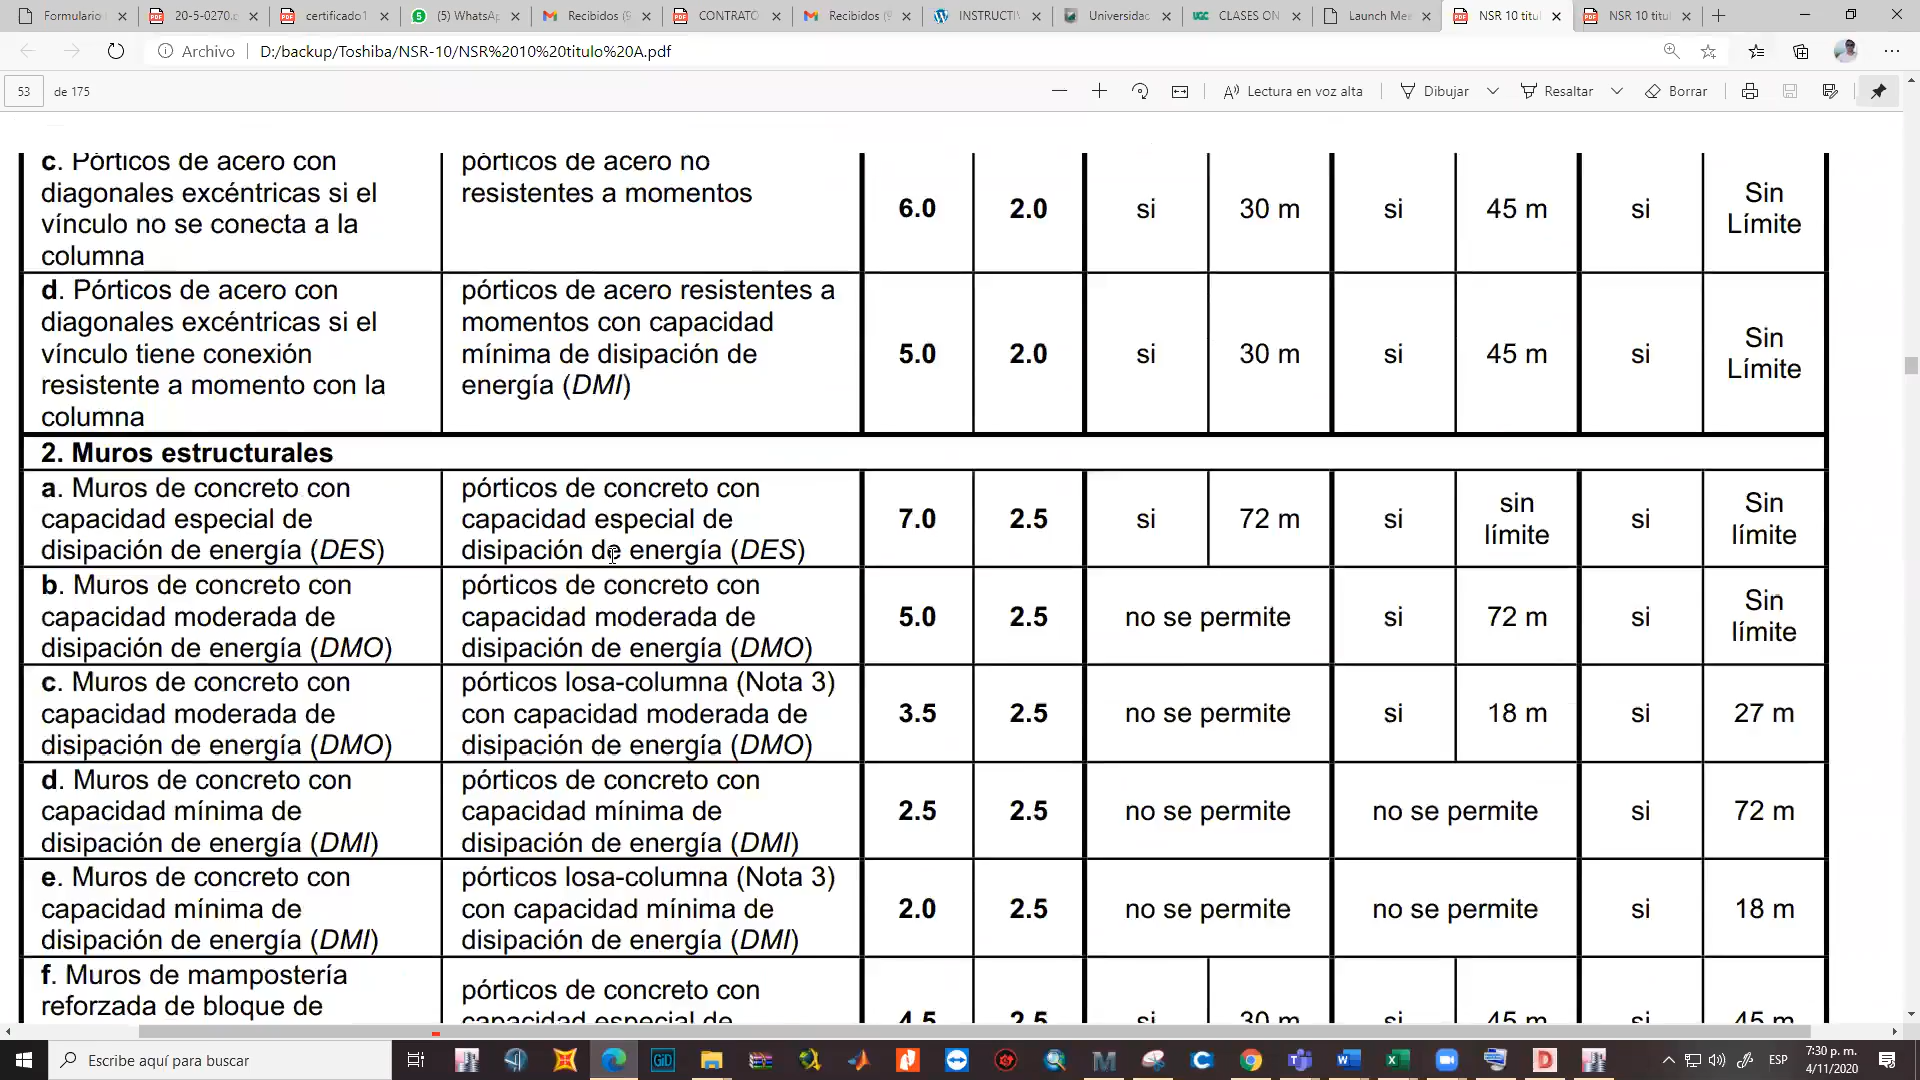 Formulario
20-5-0270.
certificado1
(5) WhatsAp
Recibidos (9
CONTRATO
Recibidos (9
INSTRUCTI
Universidad
CLASES ON
Launch Mee
NSR 10 titul
NSR 10 titul
Archivo D:/backup/Toshiba/NSR-10/NSR%2010%20titulo%20A.pdf
53 de 175 Lectura en voz alta Dibujar Resaltar Borrar
c. Pórticos de acero con
diagonales excéntricas si el
vínculo no se conecta a la
columna
pórticos de acero no
resistentes a momentos
6.0 2.0 si 30 m si 45 m si Sin
Límite
d. Pórticos de acero con
diagonales excéntricas si el
vínculo tiene conexión
resistente a momento con la
columna
pórticos de acero resistentes a
momentos con capacidad
mínima de disipación de
energía (DMI)
5.0 2.0 si 30 m si 45 m si Sin
Límite
2. Muros estructurales
a. Muros de concreto con
capacidad especial de
disipación de energía (DES)
pórticos de concreto con
capacidad especial de
disipación de energía (DES)
7.0 2.5 si 72 m si sin
límite
si Sin
límite
b. Muros de concreto con
capacidad moderada de
disipación de energía (DMO)
pórticos de concreto con
capacidad moderada de
disipación de energía (DMO)
5.0 2.5 no se permite si 72 m si Sin
límite
c. Muros de concreto con
capacidad moderada de
disipación de energía (DMO)
pórticos losa-columna (Nota 3)
con capacidad moderada de
disipación de energía (DMO)
3.5 2.5 no se permite si 18 m si 27 m
d. Muros de concreto con
capacidad mínima de
disipación de energía (DMI)
pórticos de concreto con
capacidad mínima de
disipación de energía (DMI)
2.5 2.5 no se permite no se permite si 72 m
e. Muros de concreto con
capacidad mínima de
disipación de energía (DMI)
pórticos losa-columna (Nota 3)
con capacidad mínima de
disipación de energía (DMI)
2.0 2.5 no se permite no se permite si 18 m
f. Muros de mampostería
reforzada de bloque de
pórticos de concreto con
capacidad especial de
4.5 2.5 si 30 m si 45 m si 45 m
Escribe aquí para buscar
GiD
ESP
7:30 p. m.
4/11/2020